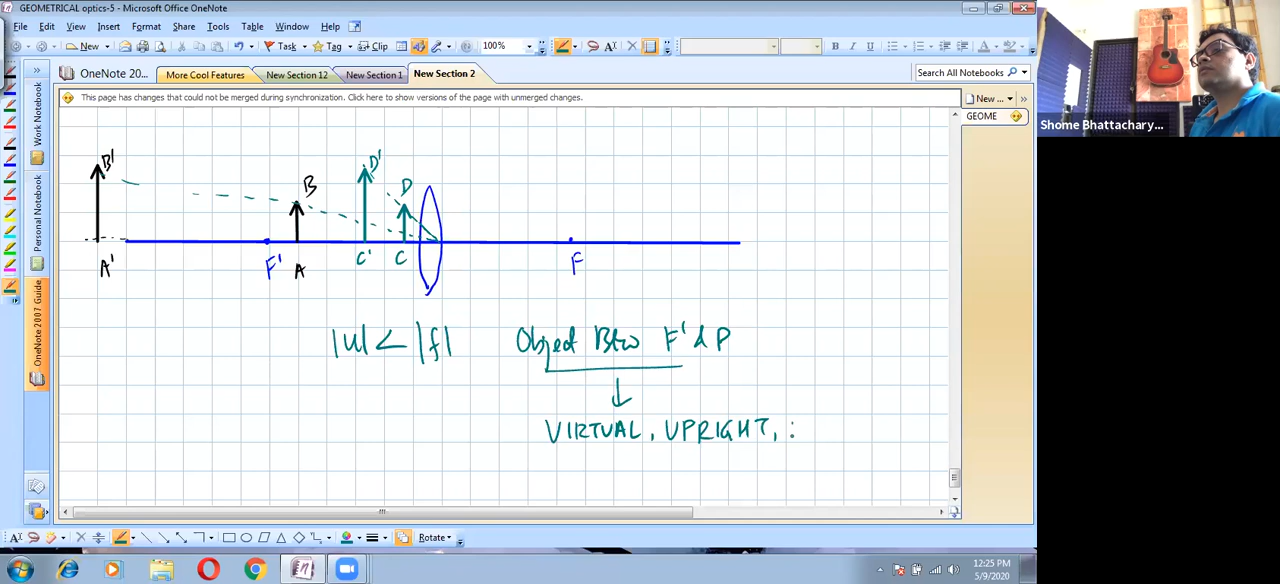 GEOMETRICAL optics-5 - Microsoft Office OneNote
File Edit View Insert Format Share Tools Table Window Help
New Task Tag Clip 100%
OneNote 20... More Cool Features New Section 12 New Section 1 New Section 2 Search All Notebooks
This page has changes that could not be merged during synchronization. Click here to show versions of the page with unmerged changes.
New ...
GEOME
Work Notebook
Personal Notebook
OneNote 2007 Guide
Shome Bhattachary...
B' B D' D
A' F' A C' C F
|u| < |f| Object Btw F' & P
↓
VIRTUAL, UPRIGHT,
Rotate
12:25 PM
5/9/2020